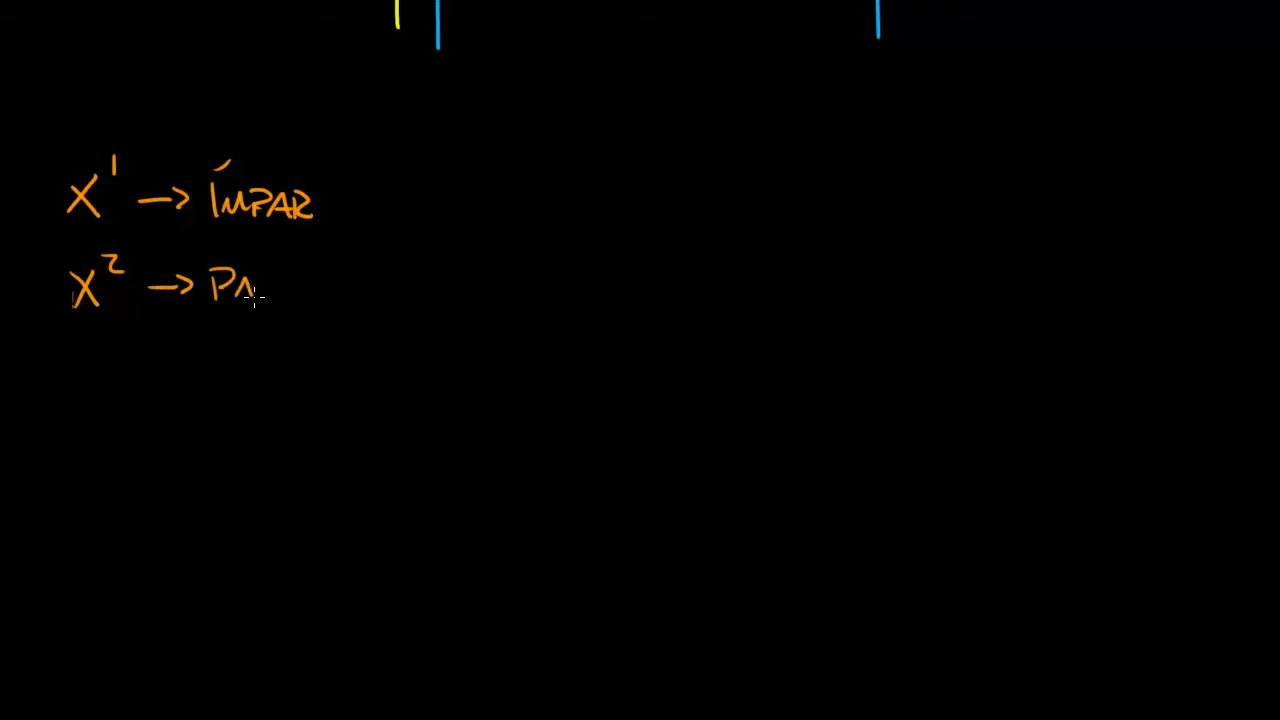 X¹ → ÍMPAR
X² → PA